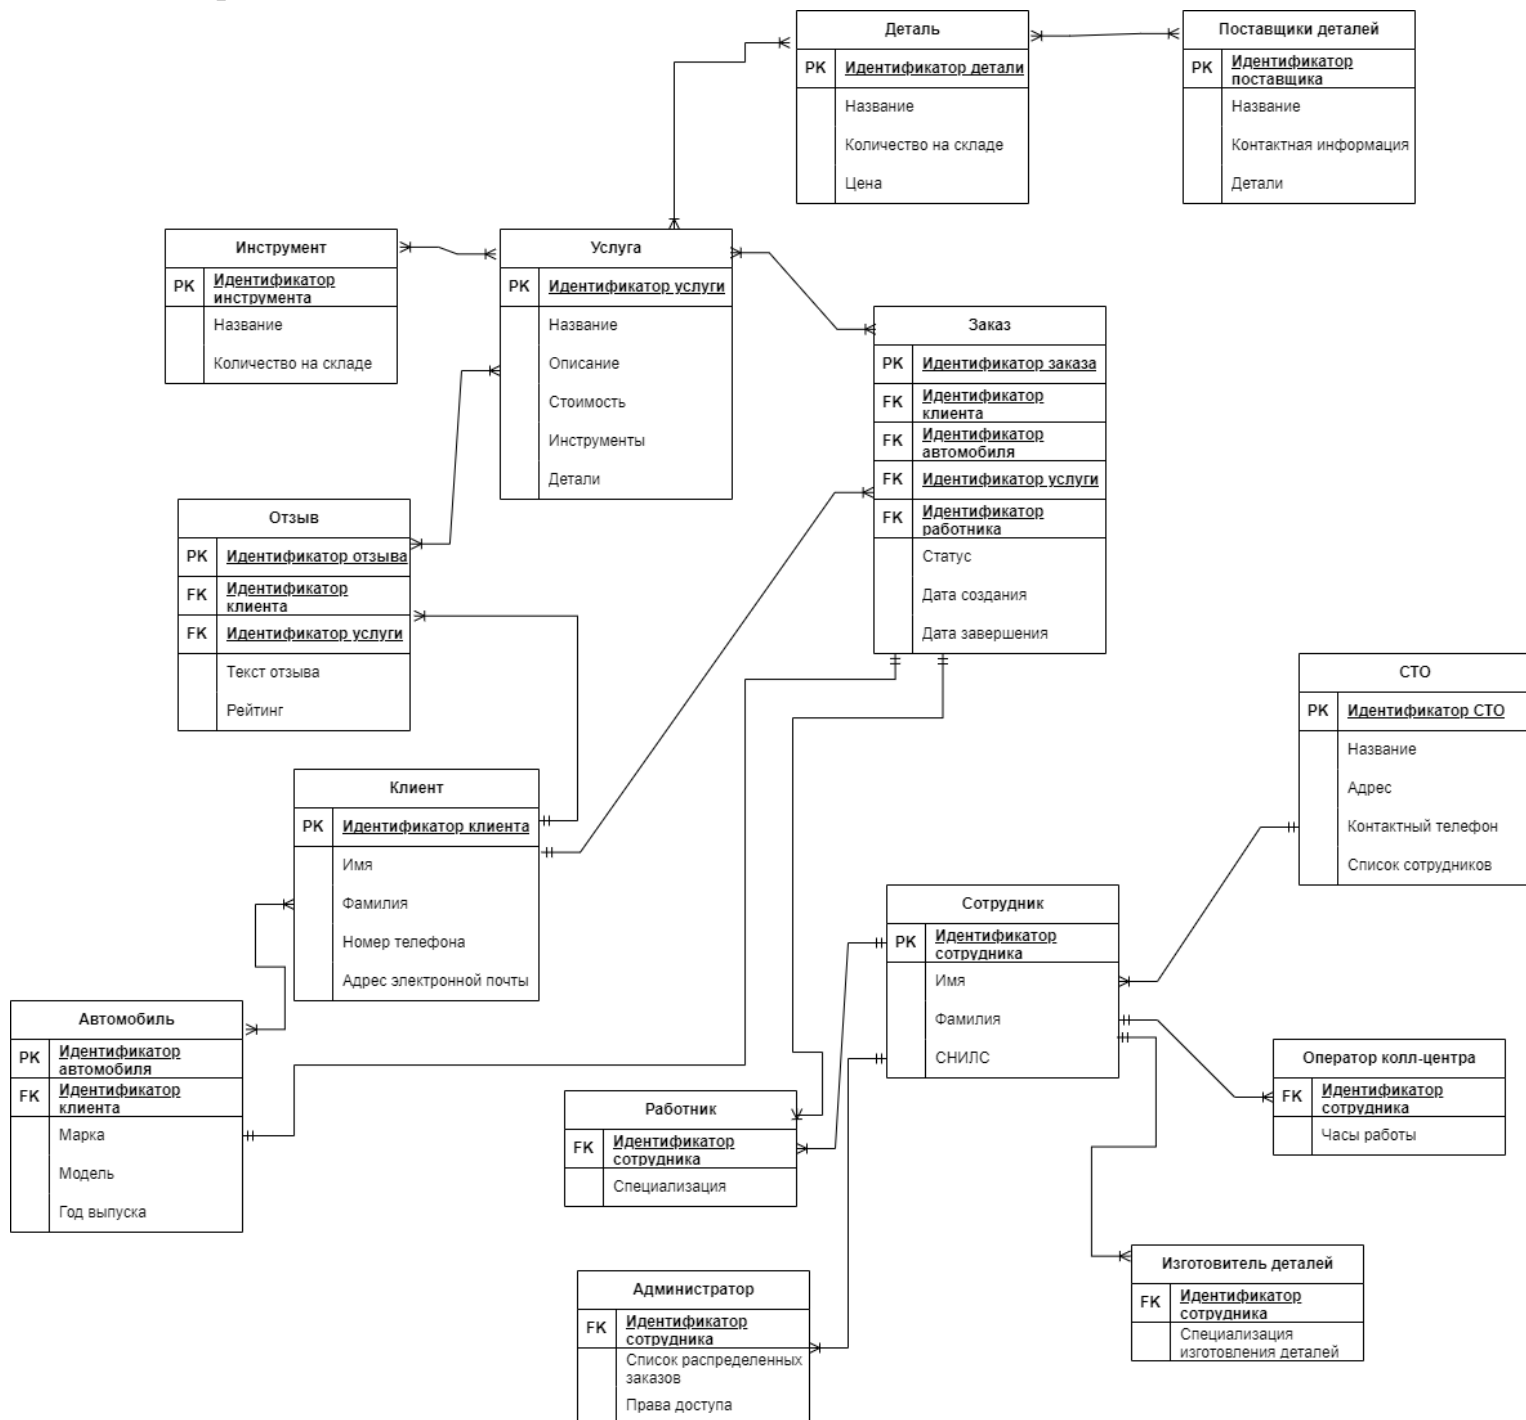 Деталь
PK Идентификатор детали
Название
Количество на складе
Цена
Поставщики деталей
PK Идентификатор
поставщика
Название
Контактная информация
Детали
Инструмент
PK Идентификатор
инструмента
Название
Количество на складе
Услуга
PK Идентификатор услуги
Название
Описание
Стоимость
Инструменты
Детали
Заказ
PK Идентификатор заказа
FK Идентификатор
клиента
FK Идентификатор
автомобиля
FK Идентификатор услуги
FK Идентификатор
работника
Статус
Дата создания
Дата завершения
Отзыв
PK Идентификатор отзыва
FK Идентификатор
клиента
FK Идентификатор услуги
Текст отзыва
Рейтинг
СТО
PK Идентификатор СТО
Название
Адрес
Контактный телефон
Список сотрудников
Клиент
PK Идентификатор клиента
Имя
Фамилия
Номер телефона
Адрес электронной почты
Сотрудник
PK Идентификатор
сотрудника
Имя
Фамилия
СНИЛС
Автомобиль
PK Идентификатор
автомобиля
FK Идентификатор
клиента
Марка
Модель
Год выпуска
Оператор колл-центра
FK Идентификатор
сотрудника
Часы работы
Работник
FK Идентификатор
сотрудника
Специализация
Изготовитель деталей
FK Идентификатор
сотрудника
Специализация
изготовления деталей
Администратор
FK Идентификатор
сотрудника
Список распределенных
заказов
Права доступа